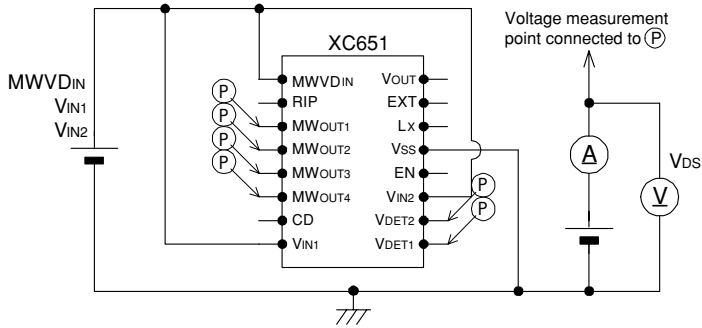 Voltage measurement
point connected to Ⓟ
XC651
MWVDIN
VIN1
VIN2
P
P
P
P
MWVDIN
RIP
MWOUT1
MWOUT2
MWOUT3
MWOUT4
CD
VIN1
VOUT
EXT
LX
VSS
EN
VIN2
VDET2
VDET1
P
P
A
V
VDS